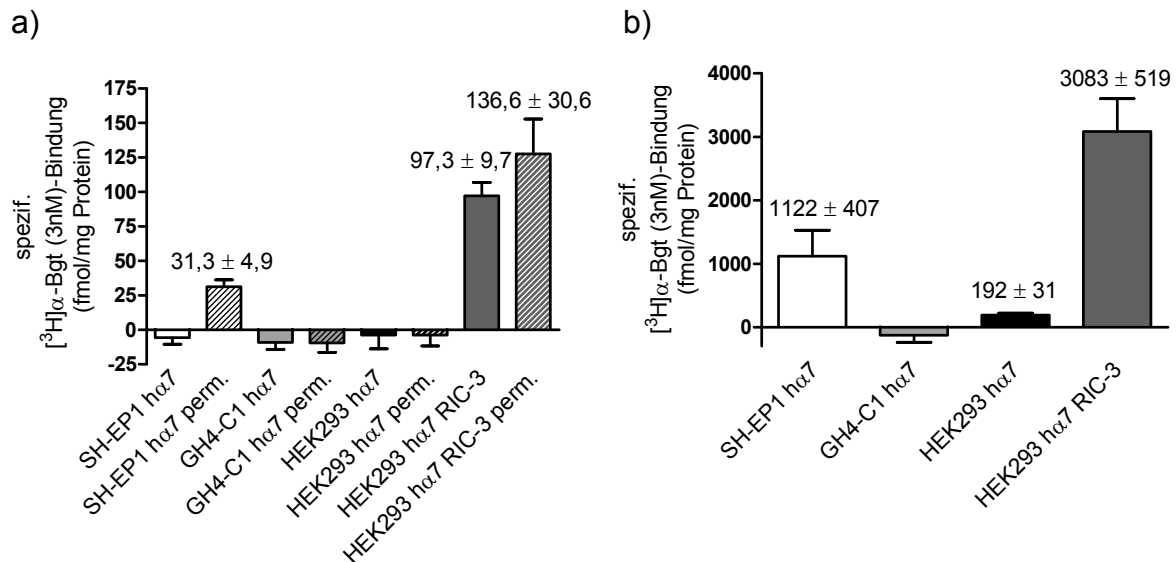 a)
spezif.
[³H]α-Bgt (3nM)-Bindung
(fmol/mg Protein)
175
150
125
100
75
50
25
0
-25
31,3 ± 4,9
97,3 ± 9,7
136,6 ± 30,6
SH-EP1 hα7
SH-EP1 hα7 perm.
GH4-C1 hα7
GH4-C1 hα7 perm.
HEK293 hα7
HEK293 hα7 perm.
HEK293 hα7 RIC-3
HEK293 hα7 RIC-3 perm.
b)
spezif.
[³H]α-Bgt (3nM)-Bindung
(fmol/mg Protein)
4000
3000
2000
1000
0
1122 ± 407
192 ± 31
3083 ± 519
SH-EP1 hα7
GH4-C1 hα7
HEK293 hα7
HEK293 hα7 RIC-3